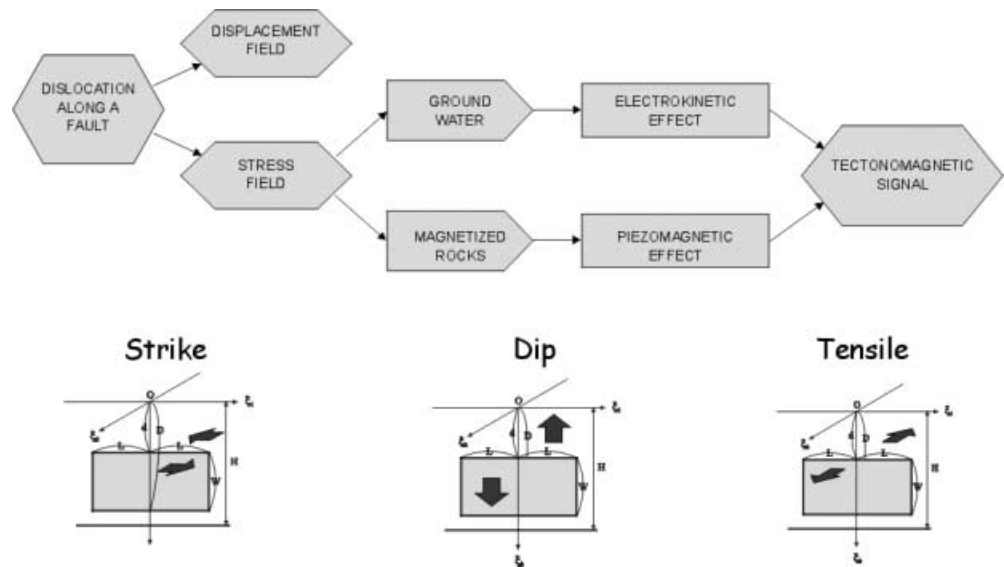 DISPLACEMENT
FIELD
DISLOCATION
ALONG A
FAULT
GROUND
WATER
ELECTROKINETIC
EFFECT
STRESS
FIELD
TECTONOMAGNETIC
SIGNAL
MAGNETIZED
ROCKS
PIEZOMAGNETIC
EFFECT
Strike
O
d D
L L
H
W
Dip
O
d D
L L
H
W
Tensile
O
d D
L L
H
W